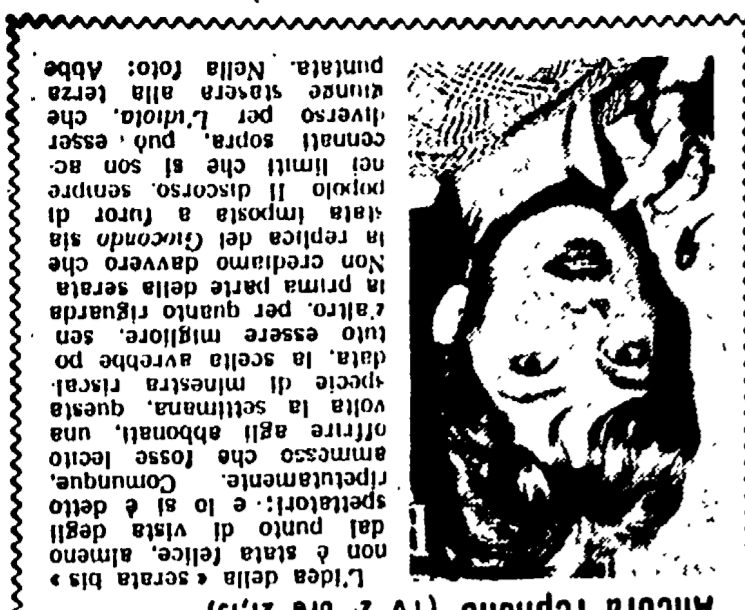 Ancora repliche (TV 2° ore 21,15)
L'idea della « serata bis »
non è stata felice, almeno
dal punto di vista degli
spettatori: e lo si è detto
ripetutamente. Comunque,
ammesso che fosse lecito
offrire agli abbonati, una
volta la settimana, questa
specie di minestra riscal-
data, la scelta avrebbe po
tuto essere migliore. sen
z'altro. per quanto riguarda
la prima parte della serata
Non crediamo davvero che
la replica del Giocondo sia
stata imposta a furor di
popolo Il discorso. sempre
nei limiti che si son ac-
cennati sopra, può esser
diverso per L'idiota, che
giunge stasera alla terza
puntata. Nella foto: Abbe